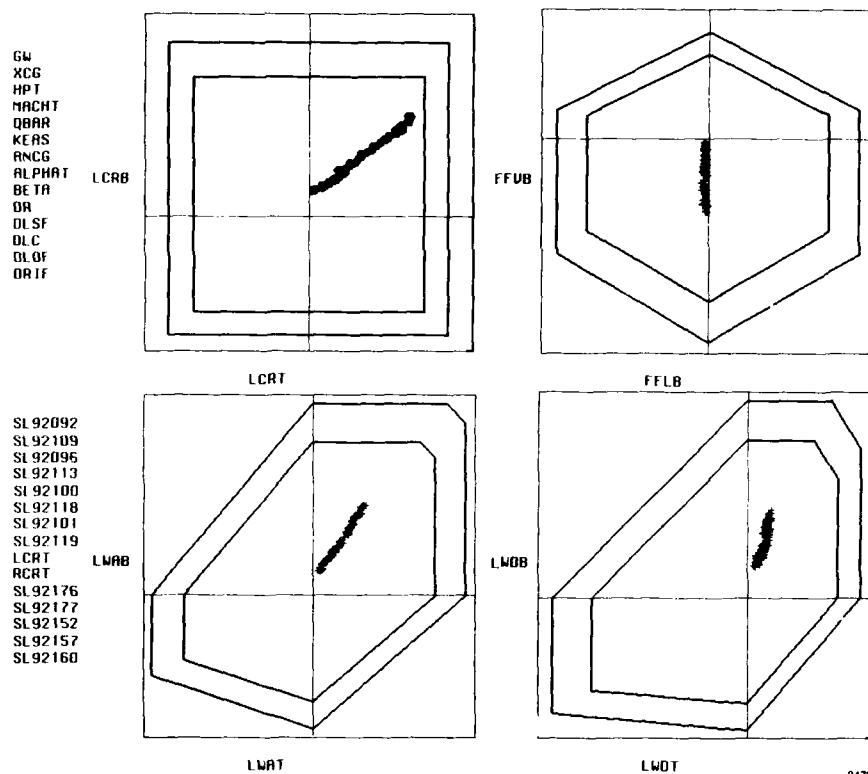 GW
XCG
HPT
MACHT
QBAR
KEAS
ANCG
ALPHAT
BETA
DR
DLSF
DLC
DLOF
DRIF
LCRB
LCRT
FFVB
FFLB
SL92092
SL92109
SL92096
SL92113
SL92100
SL92118
SL92101
SL92119
LCRT
RCRT
SL92176
SL92177
SL92152
SL92157
SL92160
LWAB
LWAT
LWOB
LWOT